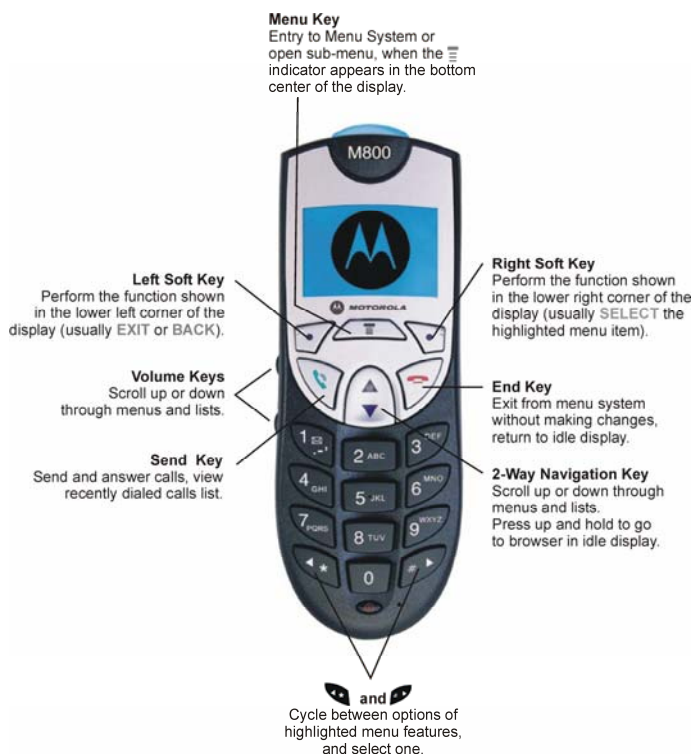 Menu Key
Entry to Menu System or
open sub-menu, when the
indicator appears in the bottom
center of the display.
M800
MOTOROLA
Left Soft Key
Perform the function shown
in the lower left corner of the
display (usually EXIT or BACK).
Right Soft Key
Perform the function shown
in the lower right corner of the
display (usually SELECT the
highlighted menu item).
Volume Keys
Scroll up or down
through menus and lists.
End Key
Exit from menu system
without making changes,
return to idle display.
Send Key
Send and answer calls, view
recently dialed calls list.
2-Way Navigation Key
Scroll up or down through
menus and lists.
Press up and hold to go
to browser in idle display.
1
2 ABC
3 DEF
4 GHI
5 JKL
6 MNO
7 PQRS
8 TUV
9 WXYZ
*
0
#
and
Cycle between options of
highlighted menu features,
and select one.